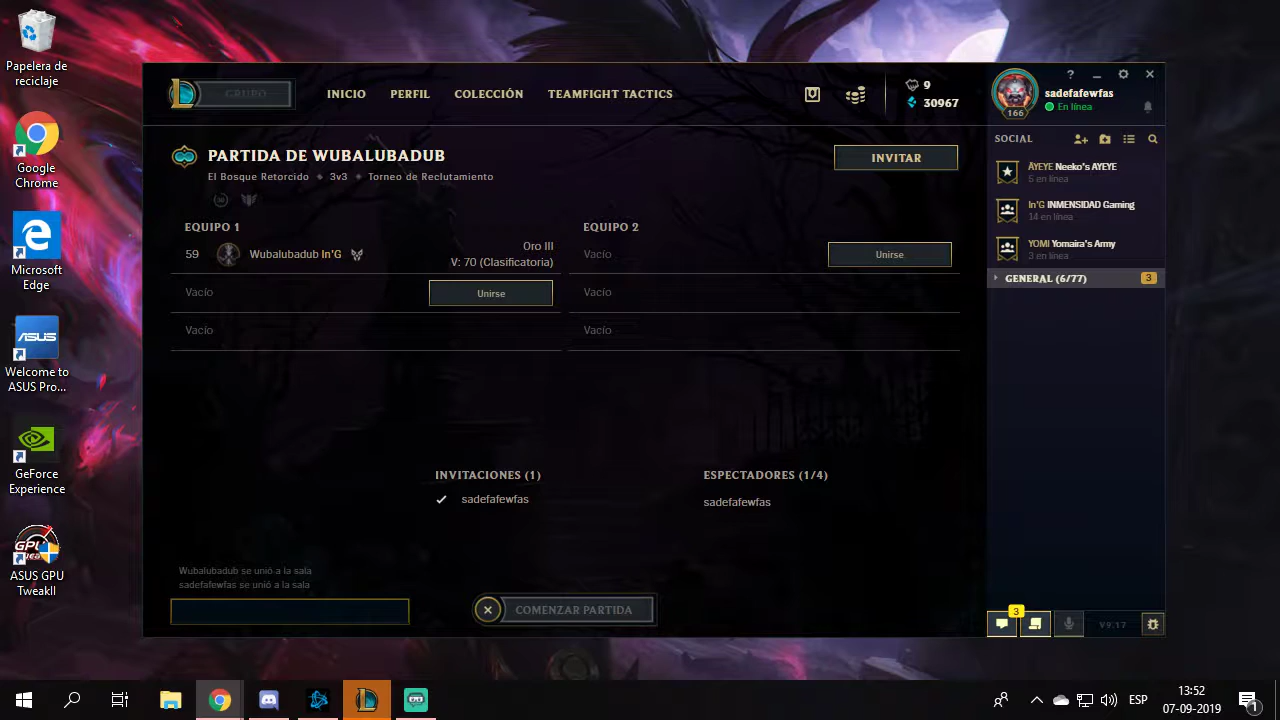 Papelera de
reciclaje
Google
Chrome
Microsoft
Edge
ASUS
Welcome to
ASUS Pro...
GeForce
Experience
ASUS GPU
TweakII
GRUPO
INICIO
PERFIL
COLECCIÓN
TEAMFIGHT TACTICS
9
30967
PARTIDA DE WUBALUBADUB
El Bosque Retorcido 3v3 Torneo de Reclutamiento
30
INVITAR
EQUIPO 1
59 Wubalubadub In'G
Oro III
V: 70 (Clasificatoria)
Vacío
Unirse
Vacío
EQUIPO 2
Vacío
Unirse
Vacío
Vacío
INVITACIONES (1)
sadefafewfas
ESPECTADORES (1/4)
sadefafewfas
Wubalubadub se unió a la sala
sadefafewfas se unió a la sala
COMENZAR PARTIDA
166
sadefafewfas
En línea
SOCIAL
ÄYEYE Neeko's AYEYE
5 en línea
In'G INMENSIDAD Gaming
14 en línea
YOMI Yomaira's Army
3 en línea
GENERAL (6/77)
3
3
V9.17
ESP
13:52
07-09-2019
1